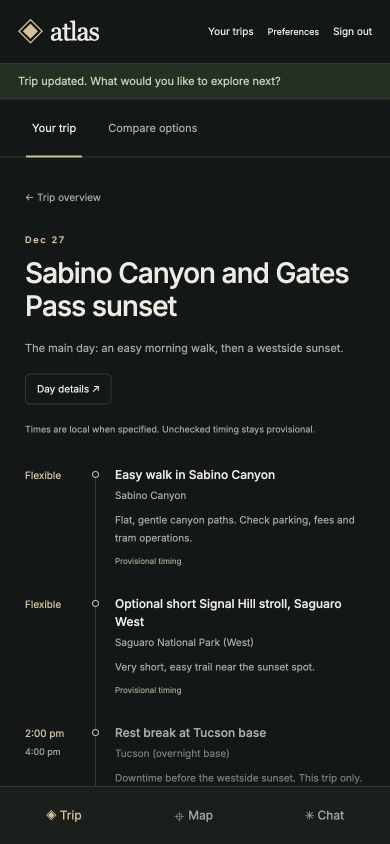 atlas
Your trips
Preferences
Sign out
Trip updated. What would you like to explore next?
Your trip
Compare options
← Trip overview
Dec 27
Sabino Canyon and Gates
Pass sunset
The main day: an easy morning walk, then a westside sunset.
Day details ↗
Times are local when specified. Unchecked timing stays provisional.
Flexible
Easy walk in Sabino Canyon
Sabino Canyon
Flat, gentle canyon paths. Check parking, fees and
tram operations.
Provisional timing
Flexible
Optional short Signal Hill stroll, Saguaro
West
Saguaro National Park (West)
Very short, easy trail near the sunset spot.
Provisional timing
2:00 pm
4:00 pm
Rest break at Tucson base
Tucson (overnight base)
Downtime before the westside sunset. This trip only.
Trip
Map
Chat